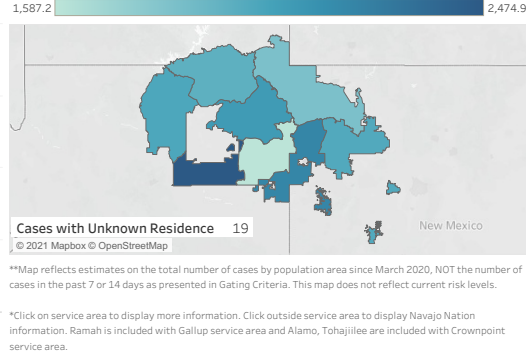 1,587.2 2,474.9
New Mexico
Cases with Unknown Residence 19
© 2021 Mapbox © OpenStreetMap
**Map reflects estimates on the total number of cases by population area since March 2020, NOT the number of
cases in the past 7 or 14 days as presented in Gating Criteria. This map does not reflect current risk levels.
*Click on service area to display more information. Click outside service area to display Navajo Nation
information. Ramah is included with Gallup service area and Alamo, Tohajiilee are included with Crownpoint
service area.